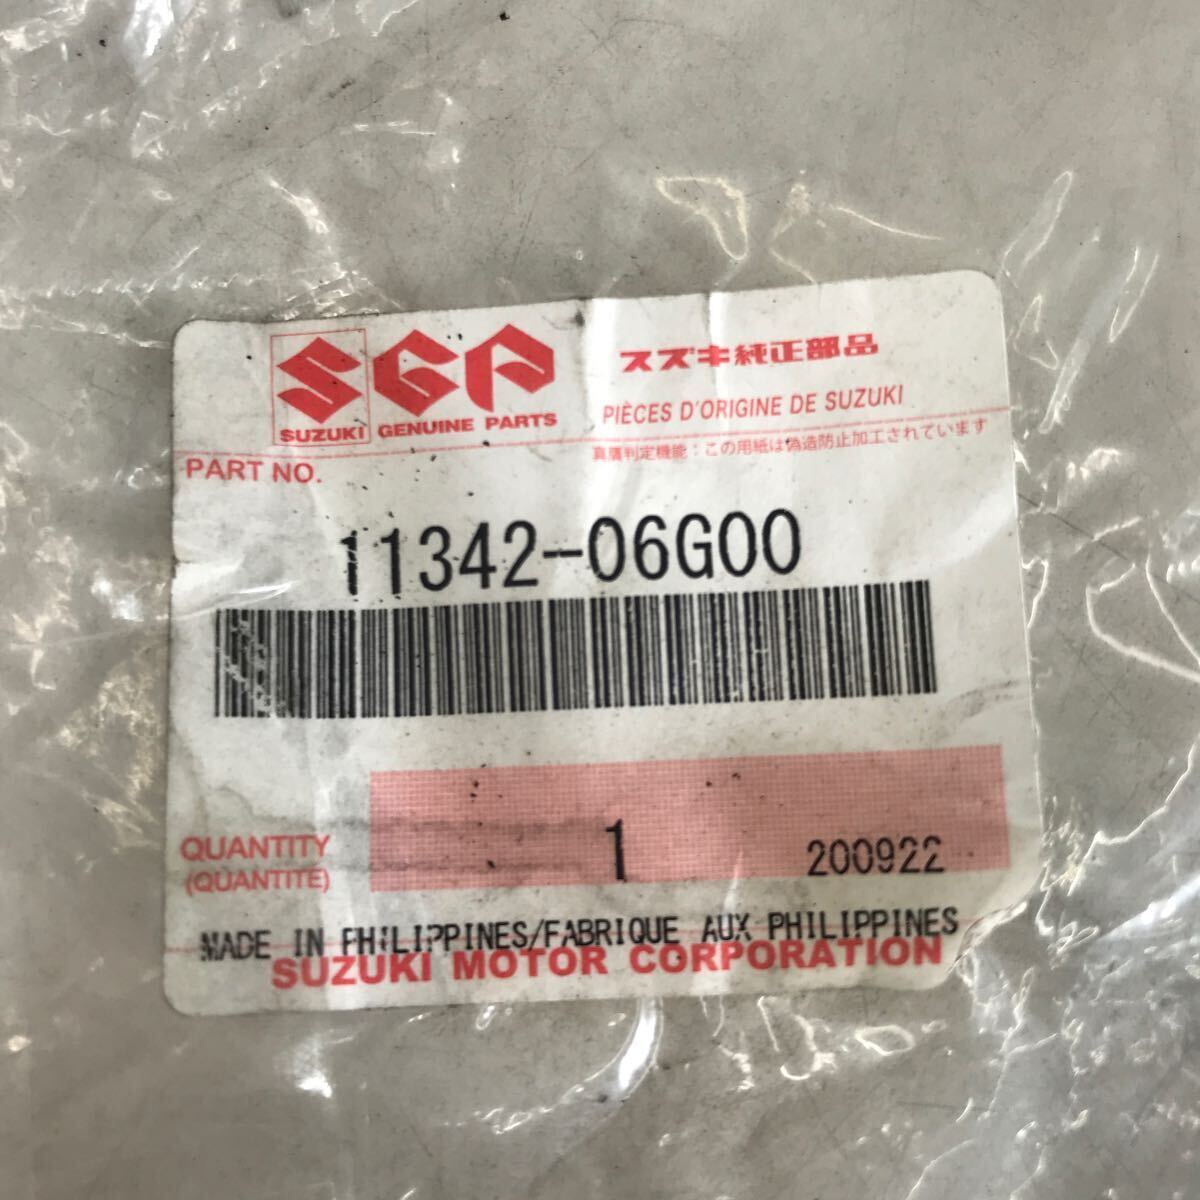 SGP スズキ純正部品
SUZUKI GENUINE PARTS PIÈCES D'ORIGINE DE SUZUKI
真贋判定機能：この用紙は偽造防止加工されています
PART NO.
11342-06G00
QUANTITY
(QUANTITE)
1 200922
MADE IN PHILIPPINES/FABRIQUE AUX PHILIPPINES
SUZUKI MOTOR CORPORATION